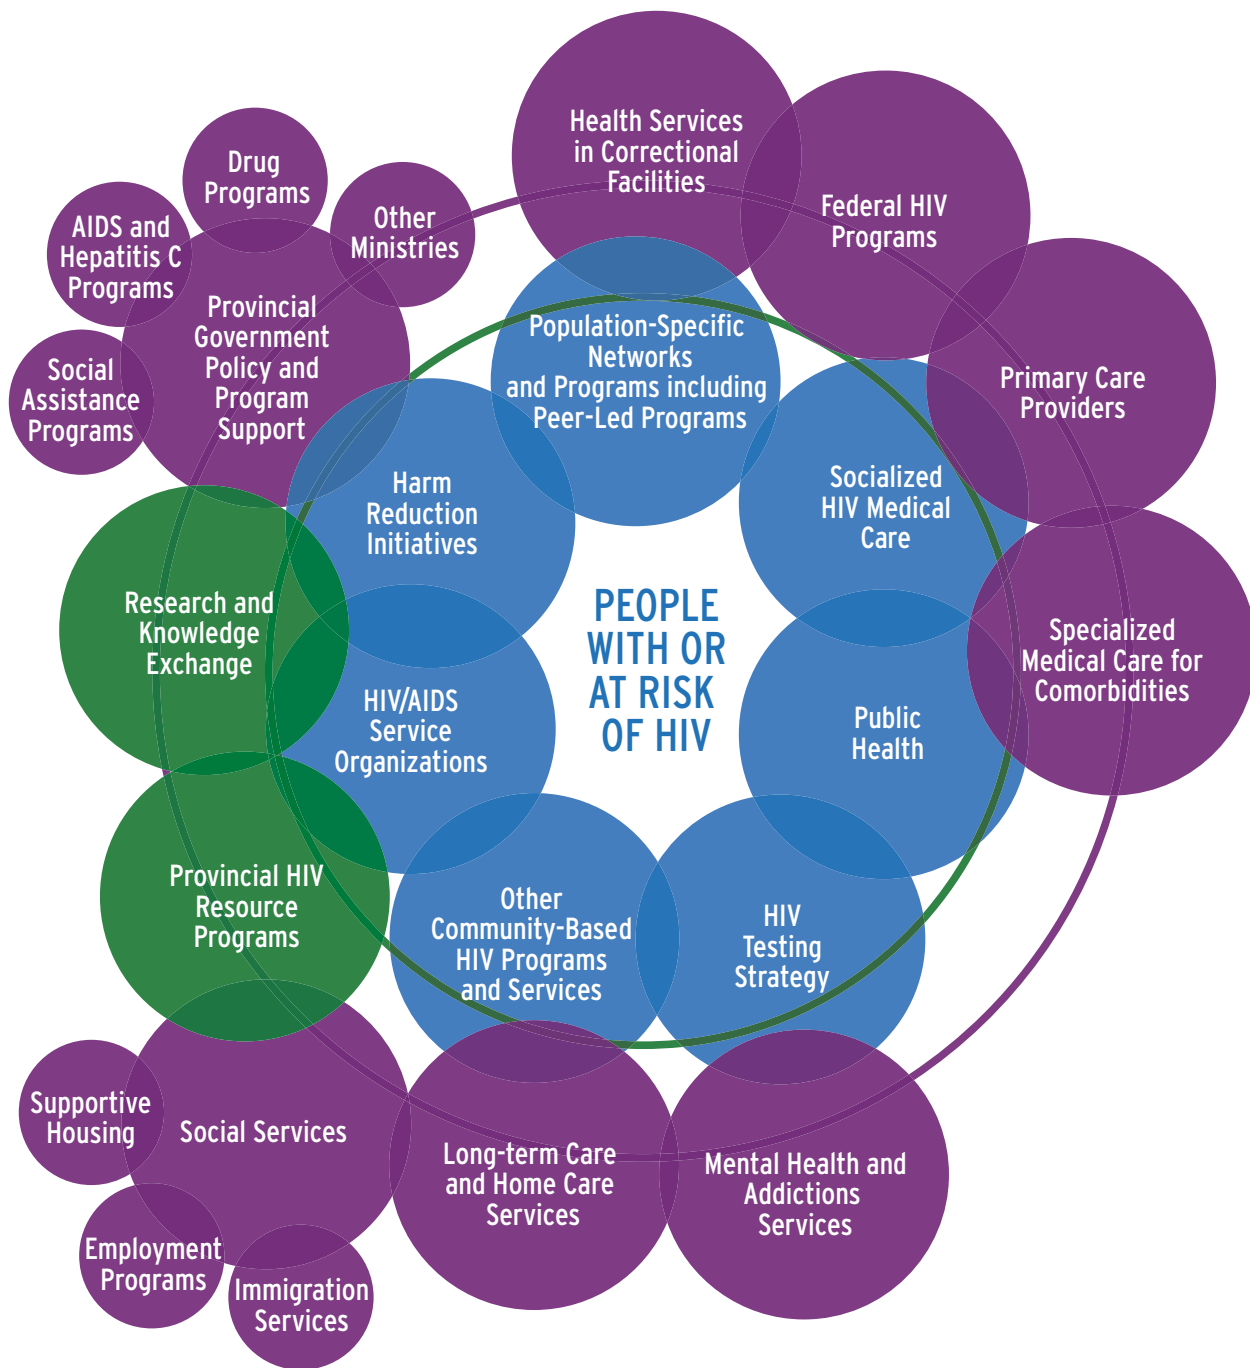 Health Services
in Correctional
Facilities
Federal HIV
Programs
Primary Care
Providers
Specialized
Medical Care for
Comorbidities
Drug
Programs
AIDS and
Hepatitis C
Programs
Other
Ministries
Social
Assistance
Programs
Provincial
Government
Policy and
Program
Support
Population-Specific
Networks
and Programs including
Peer-Led Programs
Harm
Reduction
Initiatives
Socialized
HIV Medical
Care
Research and
Knowledge
Exchange
PEOPLE
WITH OR
AT RISK
OF HIV
HIV/AIDS
Service
Organizations
Public
Health
Provincial HIV
Resource
Programs
Other
Community-Based
HIV Programs
and Services
HIV
Testing
Strategy
Supportive
Housing
Social Services
Employment
Programs
Immigration
Services
Long-term Care
and Home Care
Services
Mental Health and
Addictions
Services